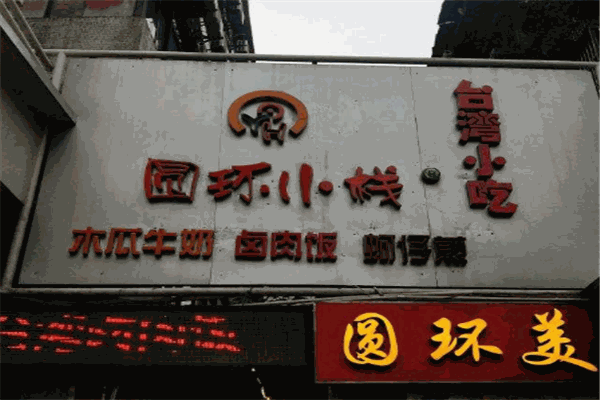 圆环小栈
台湾小吃
木瓜牛奶 卤肉饭 蚵仔煎
圆环美